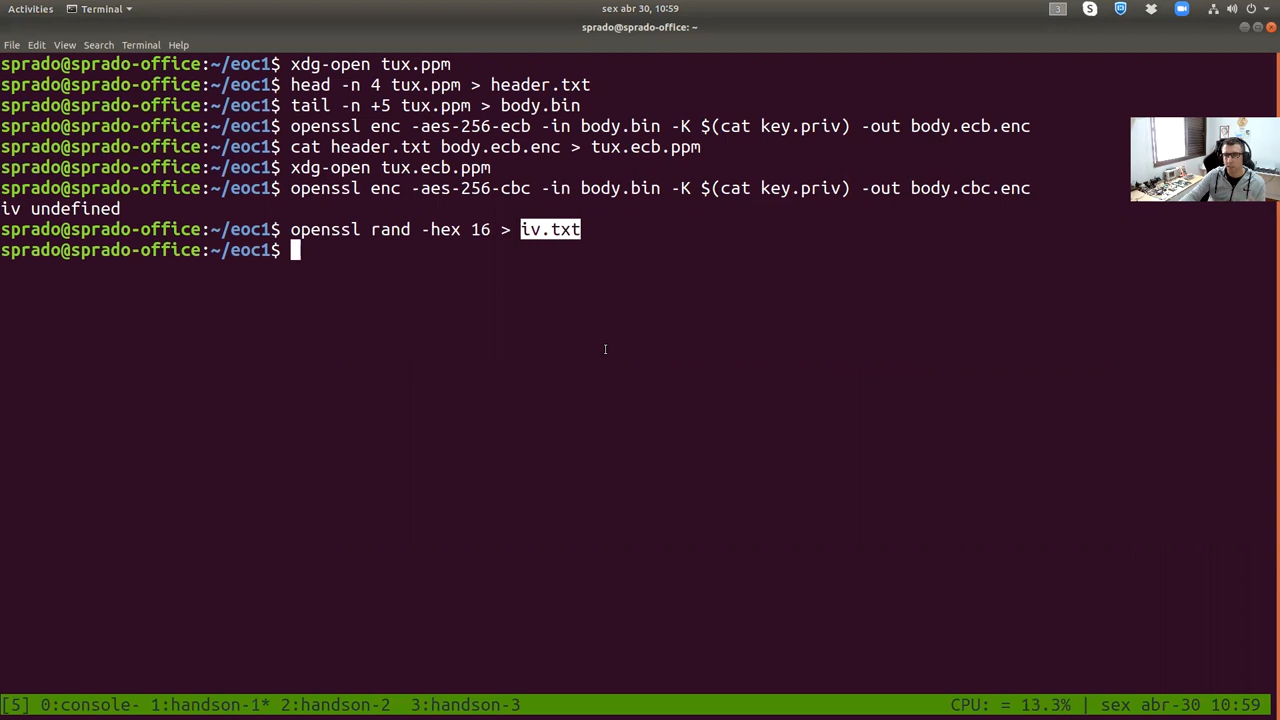 Activities Terminal sex abr 30, 10:59 3
sprado@sprado-office: ~
File Edit View Search Terminal Help
sprado@sprado-office:~/eoc1$ xdg-open tux.ppm
sprado@sprado-office:~/eoc1$ head -n 4 tux.ppm > header.txt
sprado@sprado-office:~/eoc1$ tail -n +5 tux.ppm > body.bin
sprado@sprado-office:~/eoc1$ openssl enc -aes-256-ecb -in body.bin -K $(cat key.priv) -out body.ecb.enc
sprado@sprado-office:~/eoc1$ cat header.txt body.ecb.enc > tux.ecb.ppm
sprado@sprado-office:~/eoc1$ xdg-open tux.ecb.ppm
sprado@sprado-office:~/eoc1$ openssl enc -aes-256-cbc -in body.bin -K $(cat key.priv) -out body.cbc.enc
iv undefined
sprado@sprado-office:~/eoc1$ openssl rand -hex 16 > iv.txt
sprado@sprado-office:~/eoc1$
[5] 0:console- 1:handson-1* 2:handson-2 3:handson-3 CPU: = 13.3% | sex abr-30 10:59